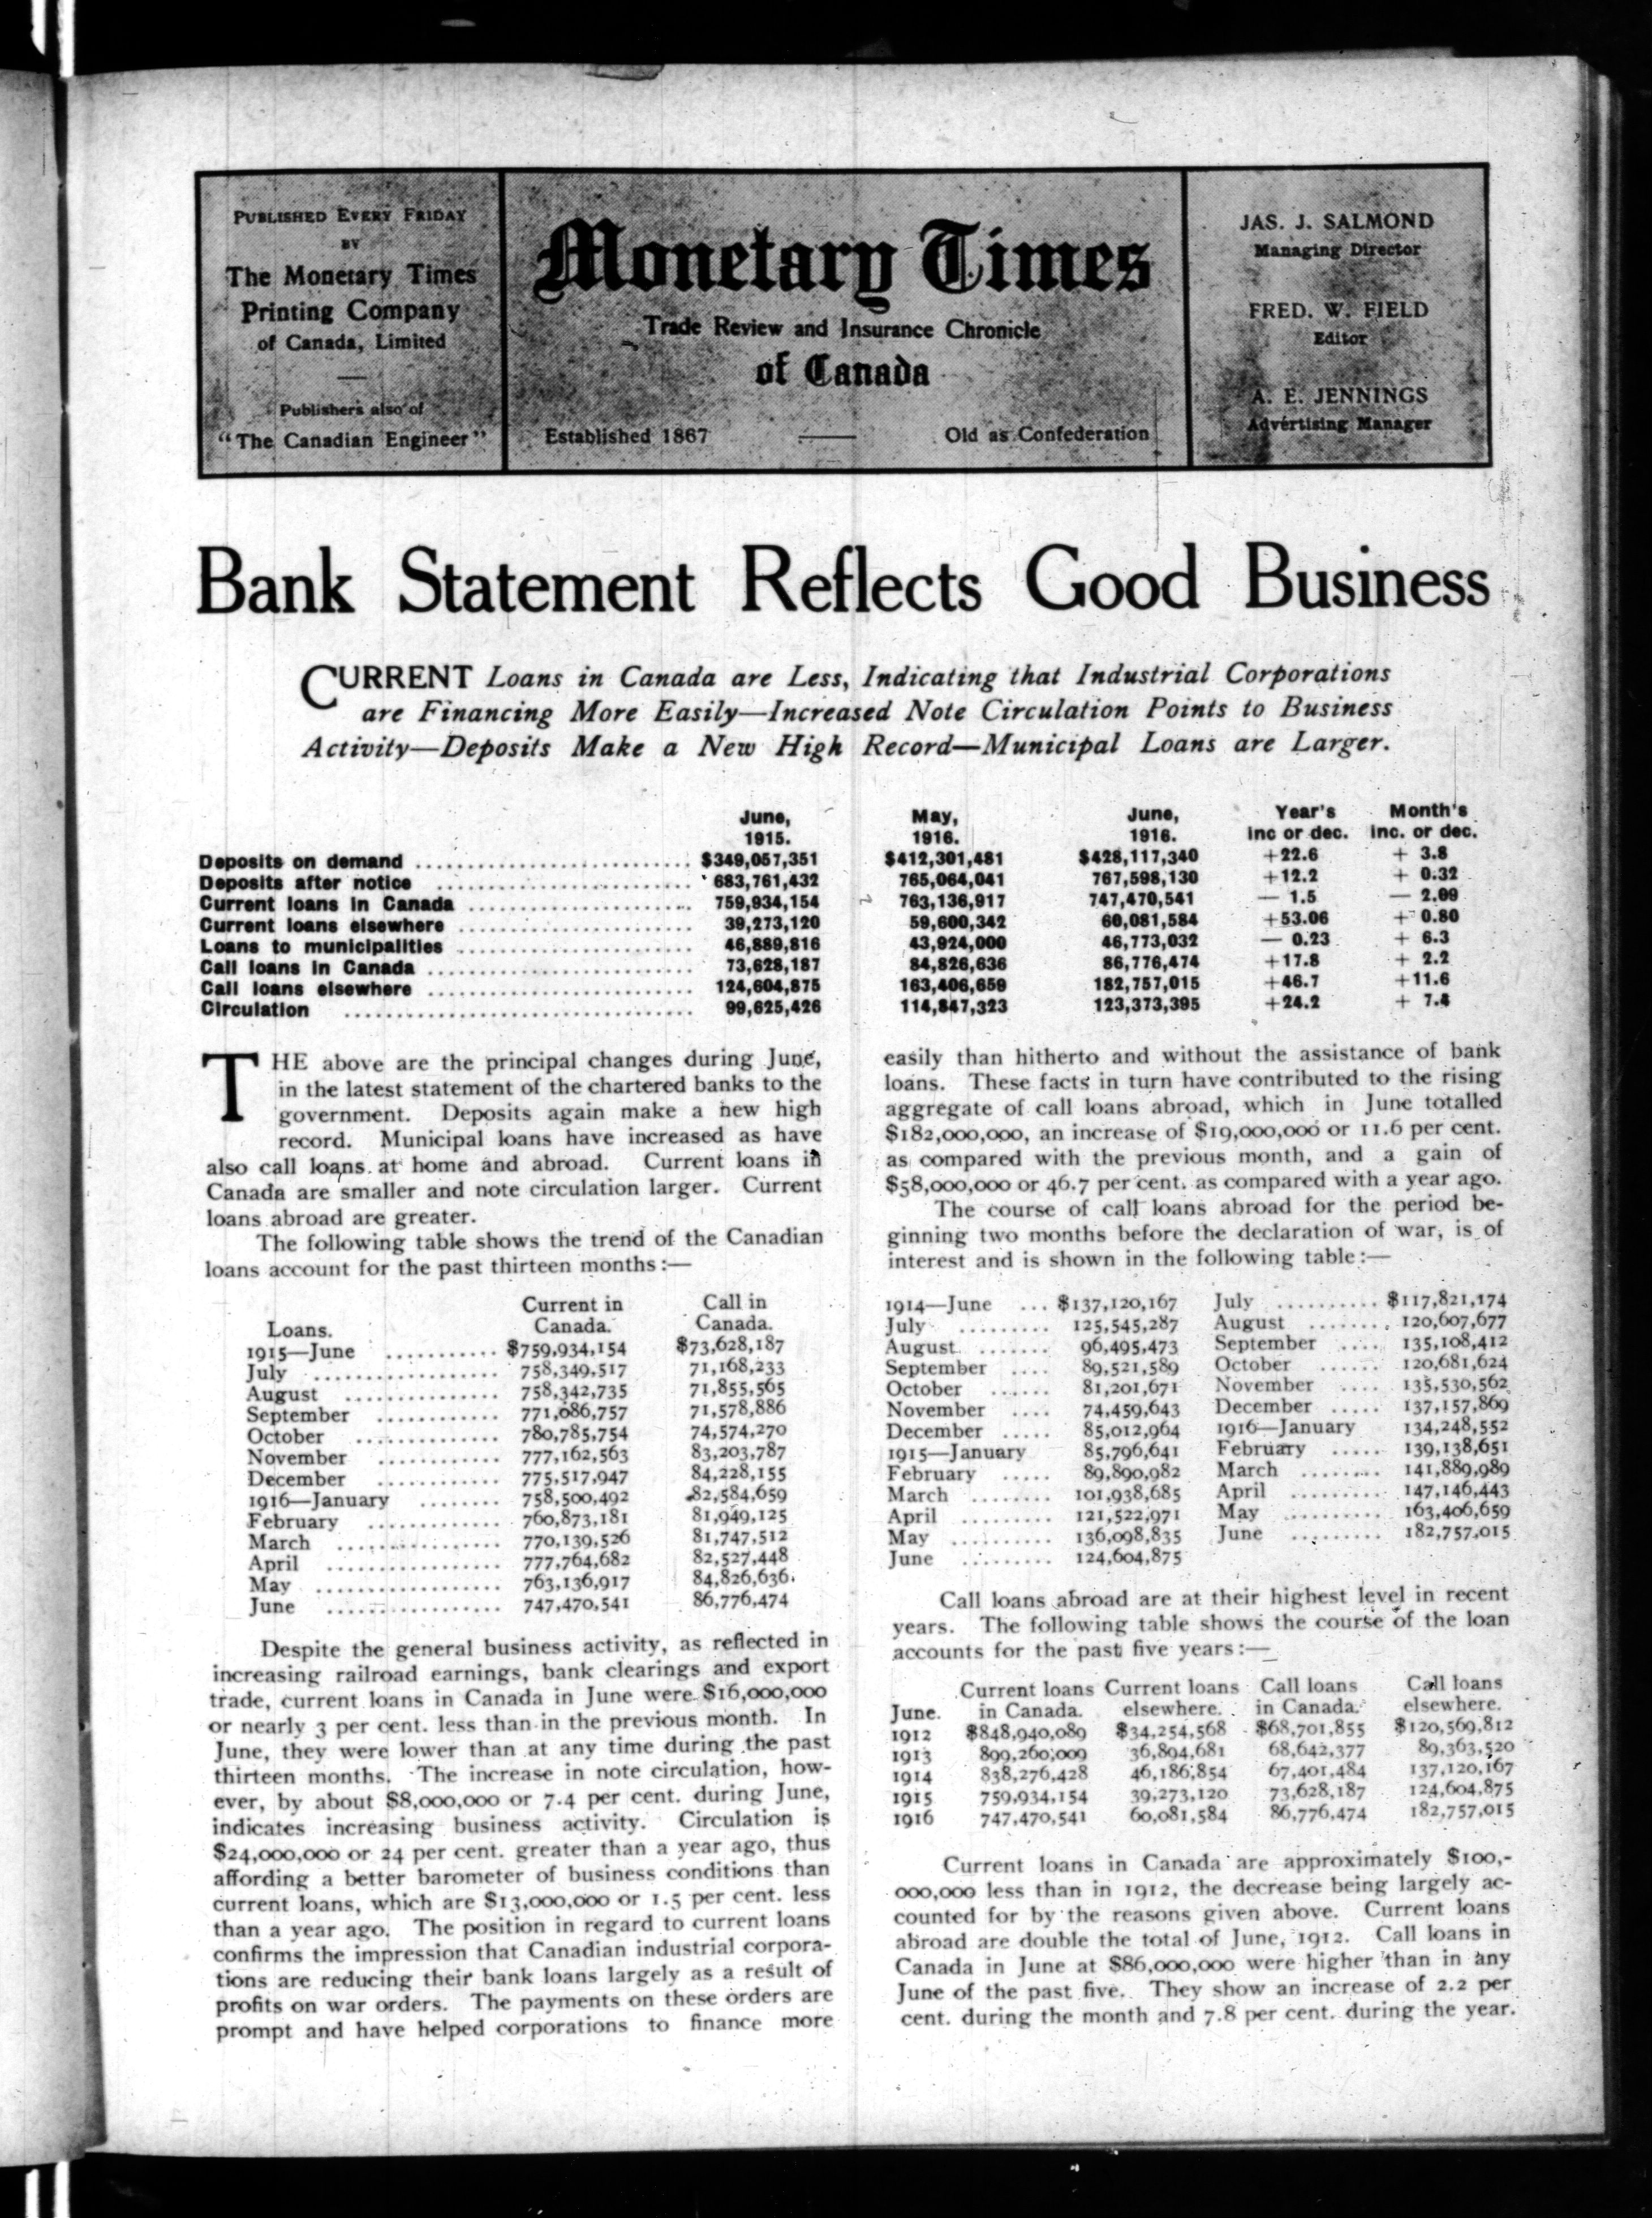 PUBLISHED EVERY FRIDAY
BY
The Monetary Times
Printing Company
of Canada, Limited
Publishers also of
"The Canadian Engineer"
Monetary Times
Trade Review and Insurance Chronicle
of Canada
Established 1867 Old as Confederation
JAS. J. SALMOND
Managing Director
FRED. W. FIELD
Editor
A. E. JENNINGS
Advertising Manager
Bank Statement Reflects Good Business
CURRENT Loans in Canada are Less, Indicating that Industrial Corporations
are Financing More Easily—Increased Note Circulation Points to Business
Activity—Deposits Make a New High Record—Municipal Loans are Larger.
June, May, June, Year's Month's
1915. 1916. 1916. inc or dec. inc. or dec.
Deposits on demand ........................... $349,057,351 $412,301,481 $428,117,340 +22.6 + 3.8
Deposits after notice ......................... 683,761,432 765,064,041 767,598,130 +12.2 + 0.32
Current loans in Canada ...................... 759,934,154 763,136,917 747,470,541 — 1.5 — 2.09
Current loans elsewhere ....................... 39,273,120 59,600,342 60,081,584 +53.06 + 0.80
Loans to municipalities ....................... 46,889,816 43,924,000 46,773,032 — 0.23 + 6.3
Call loans in Canada .......................... 73,628,187 84,826,636 86,776,474 +17.8 + 2.2
Call loans elsewhere .......................... 124,604,875 163,406,659 182,757,015 +46.7 +11.6
Circulation .................................. 99,625,426 114,847,323 123,373,395 +24.2 + 7.4
THE above are the principal changes during June,
in the latest statement of the chartered banks to the
government. Deposits again make a new high
record. Municipal loans have increased as have
also call loans at home and abroad. Current loans in
Canada are smaller and note circulation larger. Current
loans abroad are greater.
The following table shows the trend of the Canadian
loans account for the past thirteen months:—
Current in Call in
Loans. Canada. Canada.
1915—June ........... $759,934,154 $73,628,187
July .................. 758,349,517 71,168,233
August ............... 758,342,735 71,855,565
September ............ 771,086,757 71,578,886
October .............. 780,785,754 74,574,270
November ............ 777,162,563 83,203,787
December ............ 775,517,947 84,228,155
1916—January ........ 758,500,492 82,584,659
February ............. 760,873,181 81,949,125
March ................ 770,139,526 81,747,512
April ................. 777,764,682 82,527,448
May .................. 763,136,917 84,826,636
June ................. 747,470,541 86,776,474
Despite the general business activity, as reflected in
increasing railroad earnings, bank clearings and export
trade, current loans in Canada in June were $16,000,000
or nearly 3 per cent. less than in the previous month. In
June, they were lower than at any time during the past
thirteen months. The increase in note circulation, how-
ever, by about $8,000,000 or 7.4 per cent. during June,
indicates increasing business activity. Circulation is
$24,000,000 or 24 per cent. greater than a year ago, thus
affording a better barometer of business conditions than
current loans, which are $13,000,000 or 1.5 per cent. less
than a year ago. The position in regard to current loans
confirms the impression that Canadian industrial corpora-
tions are reducing their bank loans largely as a result of
profits on war orders. The payments on these orders are
prompt and have helped corporations to finance more
easily than hitherto and without the assistance of bank
loans. These facts in turn have contributed to the rising
aggregate of call loans abroad, which in June totalled
$182,000,000, an increase of $19,000,000 or 11.6 per cent.
as compared with the previous month, and a gain of
$58,000,000 or 46.7 per cent. as compared with a year ago.
The course of call loans abroad for the period be-
ginning two months before the declaration of war, is of
interest and is shown in the following table:—
1914—June ... $137,120,167 July .......... $117,821,174
July ......... 125,545,287 August ........ 120,607,677
August ....... 96,495,473 September .... 135,108,412
September .... 89,521,589 October ...... 120,681,624
October ...... 81,201,671 November .... 135,530,562
November .... 74,459,643 December ..... 137,157,869
December ..... 85,012,964 1916—January 134,248,552
1915—January 85,796,641 February ..... 139,138,651
February ..... 89,890,982 March ........ 141,889,989
March ........ 101,938,685 April ......... 147,146,443
April ......... 121,522,971 May .......... 163,406,659
May .......... 136,098,835 June ......... 182,757,015
June ......... 124,604,875
Call loans abroad are at their highest level in recent
years. The following table shows the course of the loan
accounts for the past five years:—
Current loans Current loans Call loans Call loans
June. in Canada. elsewhere. in Canada. elsewhere.
1912 $848,940,089 $34,254,568 $68,701,855 $120,569,812
1913 899,260,009 36,894,681 68,642,377 89,363,520
1914 838,276,428 46,186,854 67,401,484 137,120,167
1915 759,934,154 39,273,120 73,628,187 124,604,875
1916 747,470,541 60,081,584 86,776,474 182,757,015
Current loans in Canada are approximately $100,-
000,000 less than in 1912, the decrease being largely ac-
counted for by the reasons given above. Current loans
abroad are double the total of June, 1912. Call loans in
Canada in June at $86,000,000 were higher than in any
June of the past five. They show an increase of 2.2 per
cent. during the month and 7.8 per cent. during the year.